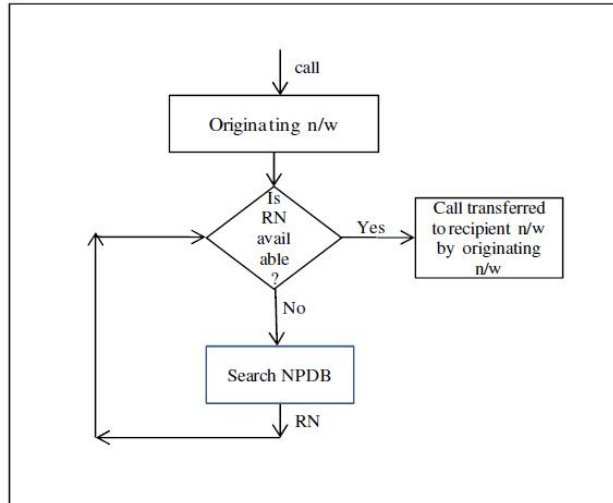 call
Originating n/w
Is
RN
avail
able
?
Yes
Call transferred
to recipient n/w
by originating
n/w
No
Search NPDB
RN